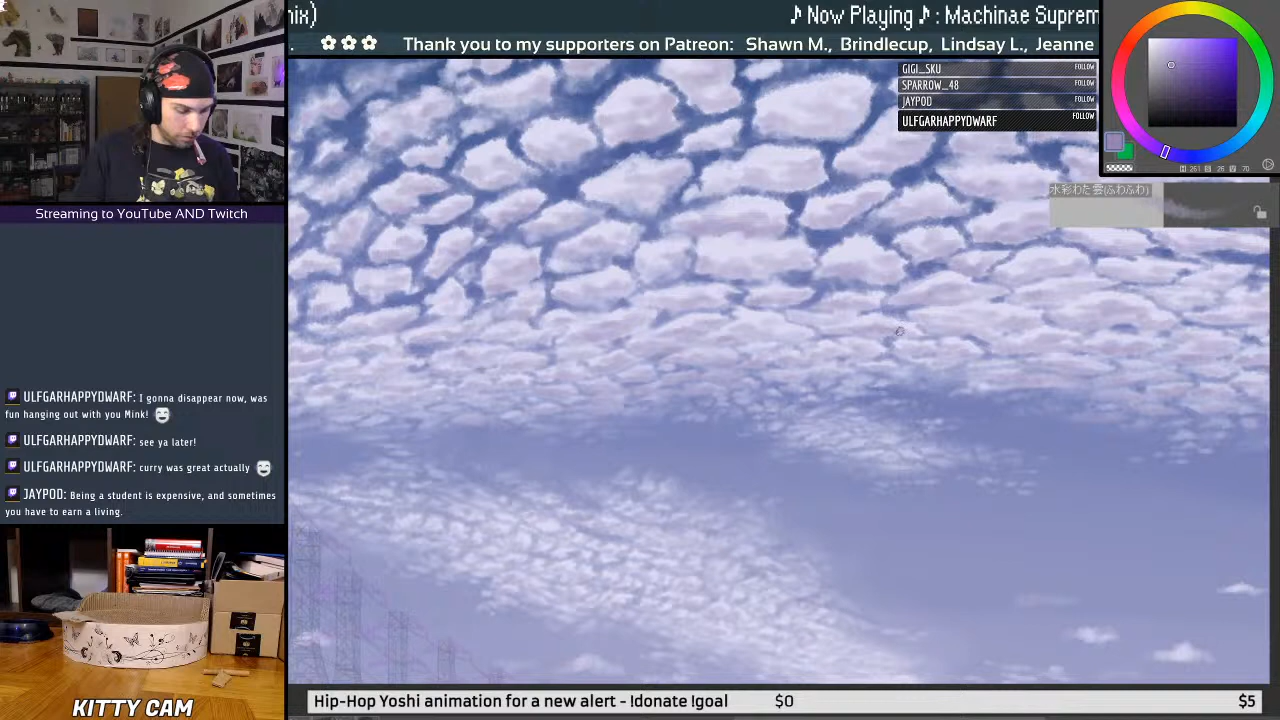 nix)
♪ Now Playing ♪ : Machinae Suprem
. ✿ ✿ ✿ Thank you to my supporters on Patreon: Shawn M., Brindlecup, Lindsay L., Jeanne
GIGI_SKU FOLLOW
SPARROW_48 FOLLOW
JAYPOD FOLLOW
ULFGARHAPPYDWARF FOLLOW
水彩わた雲(ふわふわ)
Streaming to YouTube AND Twitch
ULFGARHAPPYDWARF: I gonna disappear now, was
fun hanging out with you Mink!
ULFGARHAPPYDWARF: see ya later!
ULFGARHAPPYDWARF: curry was great actually
JAYPOD: Being a student is expensive, and sometimes
you have to earn a living.
KITTY CAM
Hip-Hop Yoshi animation for a new alert - !donate !goal $0 $5